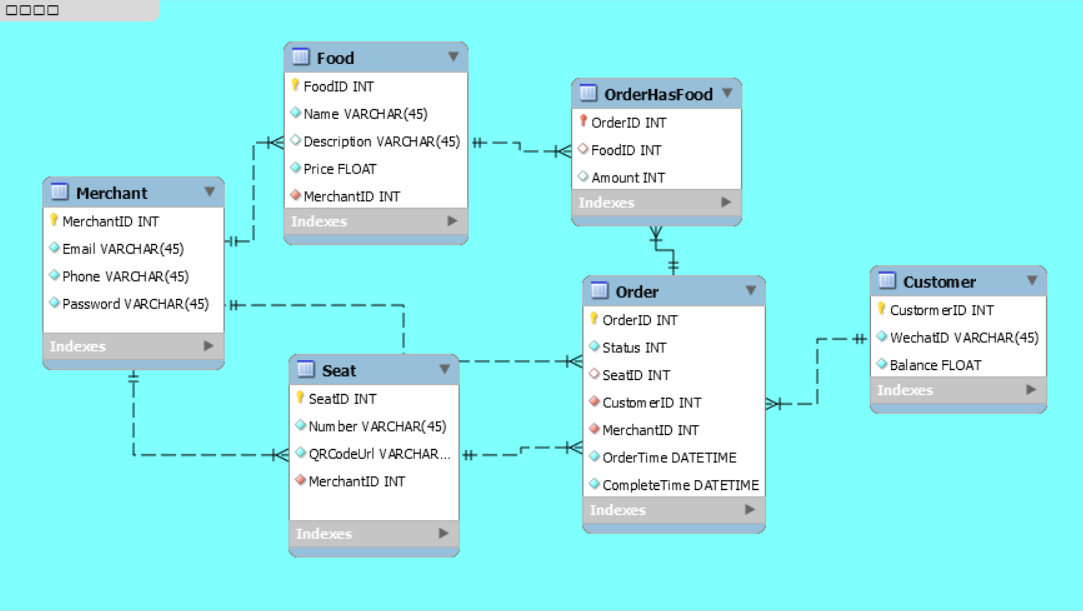 Food
FoodID INT
Name VARCHAR(45)
Description VARCHAR(45)
Price FLOAT
MerchantID INT
Indexes
OrderHasFood
OrderID INT
FoodID INT
Amount INT
Indexes
Merchant
MerchantID INT
Email VARCHAR(45)
Phone VARCHAR(45)
Password VARCHAR(45)
Indexes
Seat
SeatID INT
Number VARCHAR(45)
QRCodeUrl VARCHAR...
MerchantID INT
Indexes
Order
OrderID INT
Status INT
SeatID INT
CustomerID INT
MerchantID INT
OrderTime DATETIME
CompleteTime DATETIME
Indexes
Customer
CustormerID INT
WechatID VARCHAR(45)
Balance FLOAT
Indexes